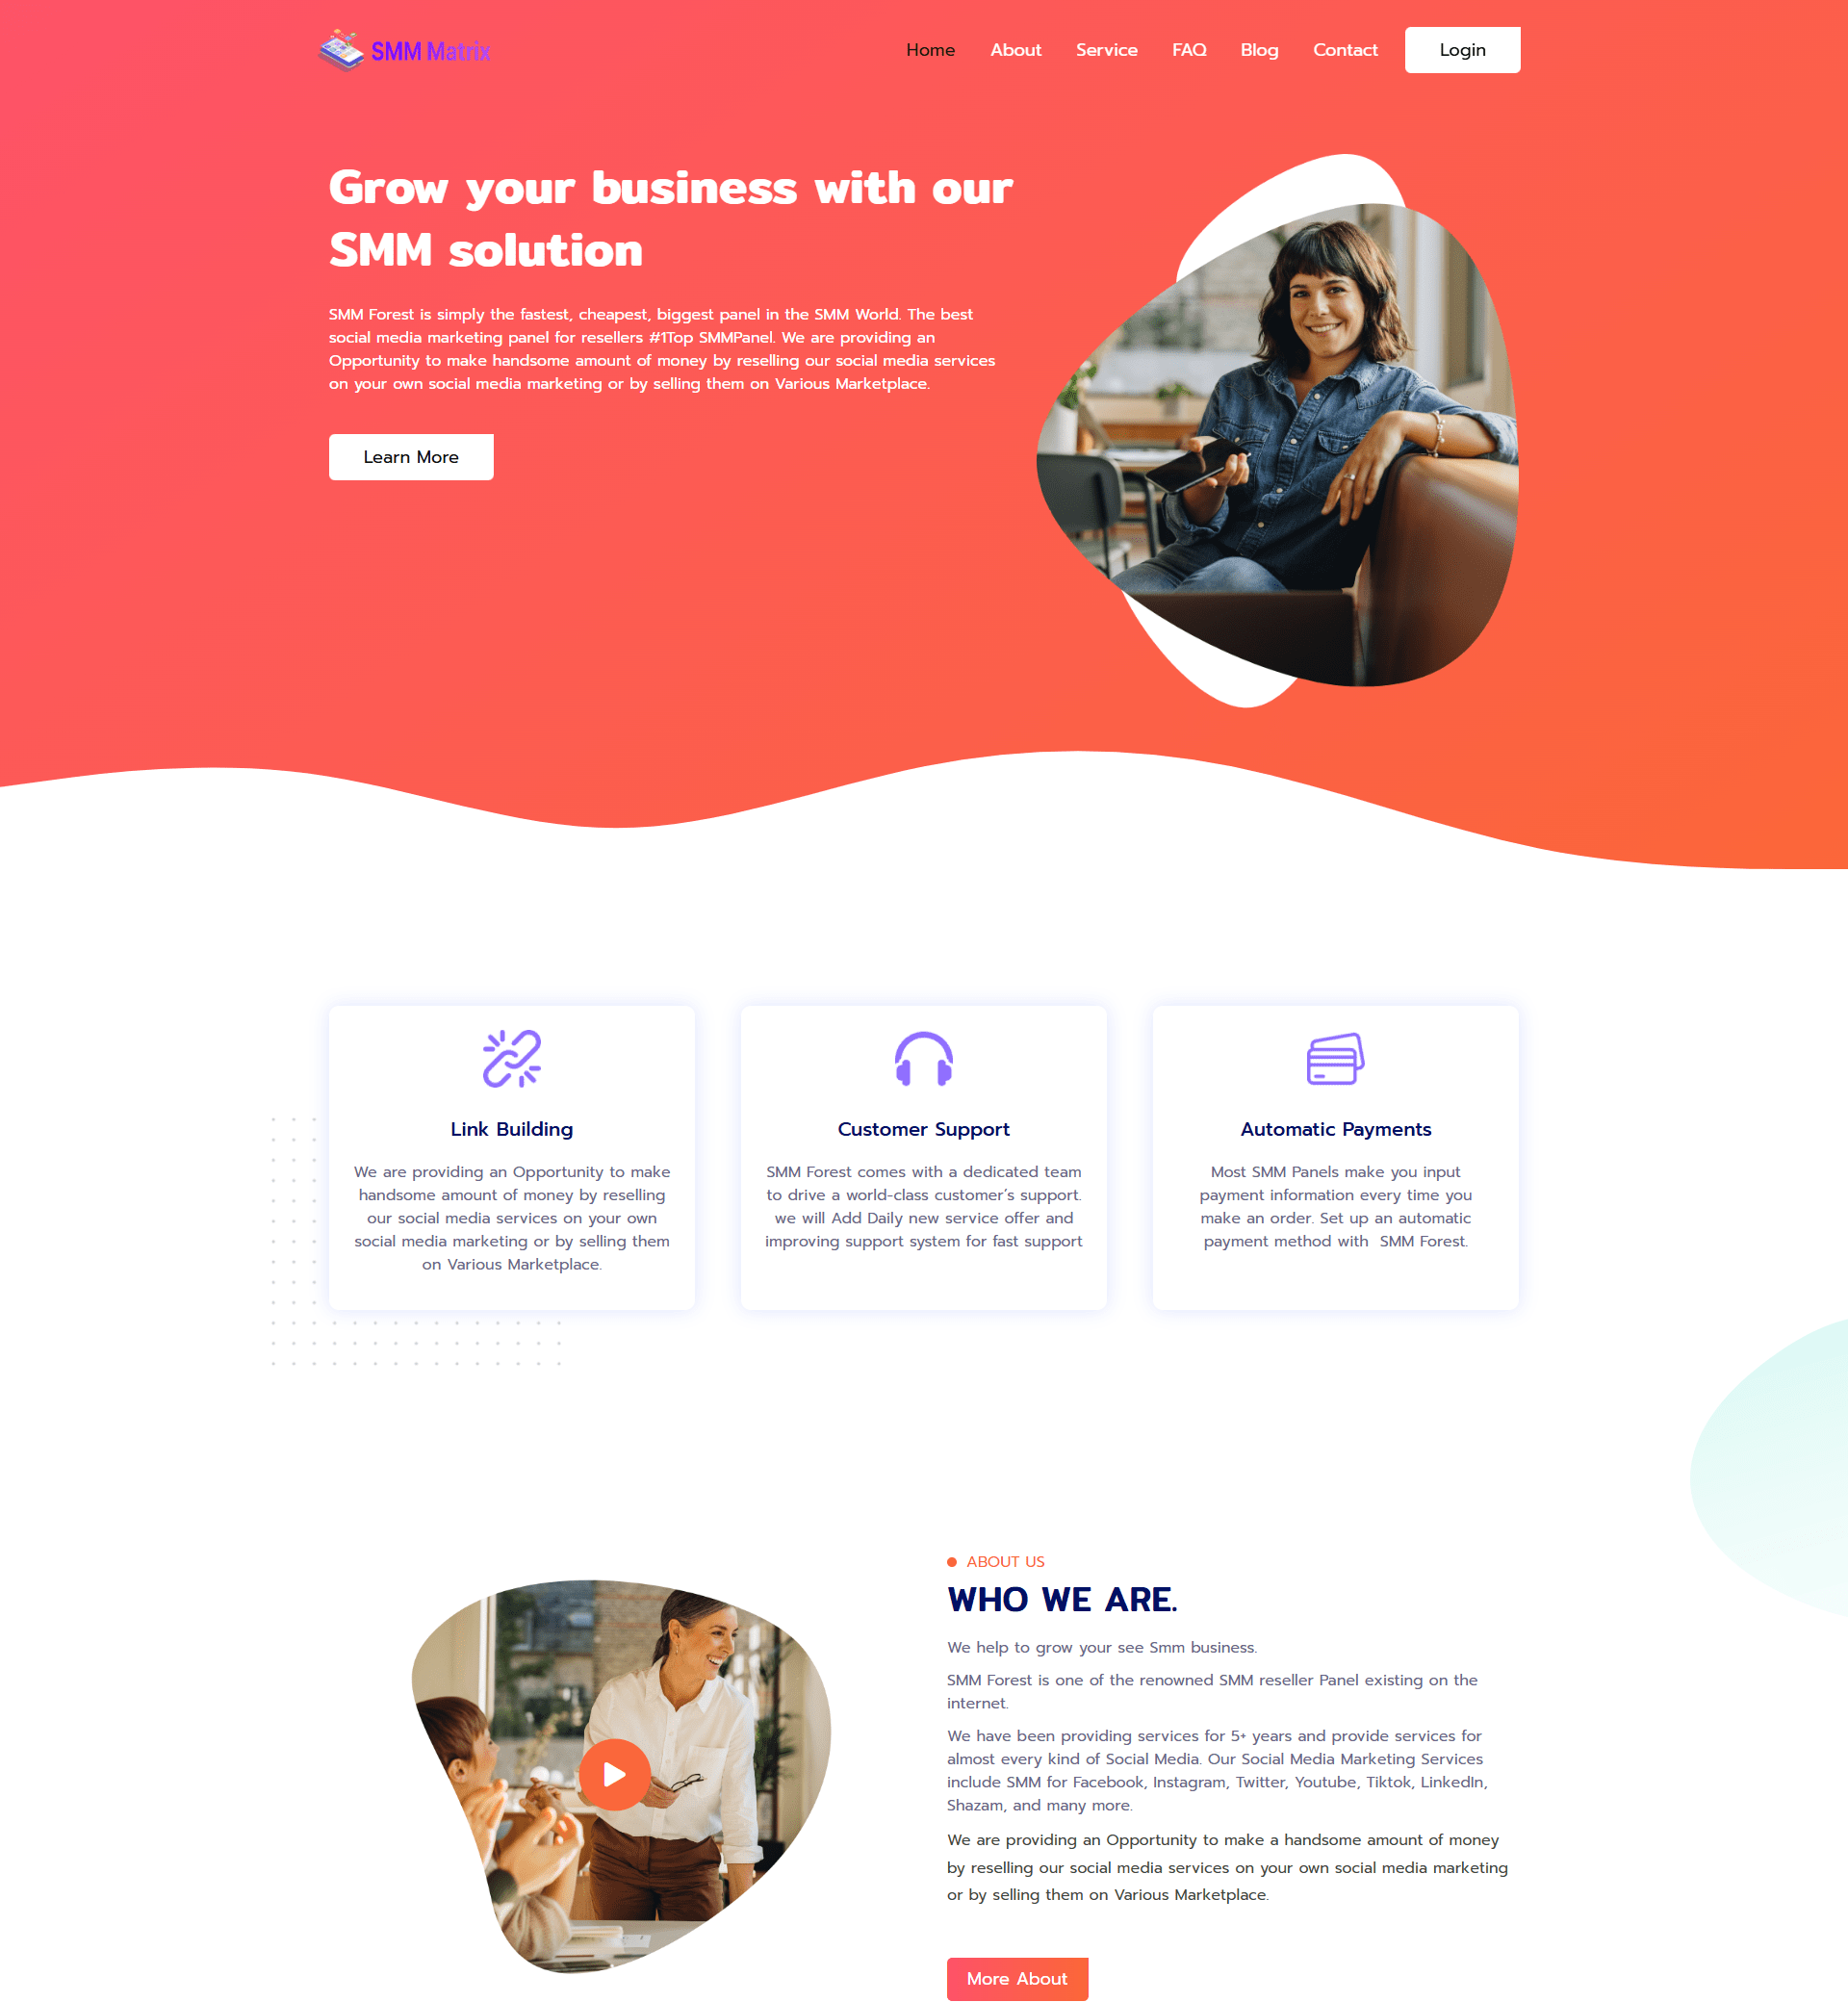 SMM Matrix
Home About Service FAQ Blog Contact Login
Grow your business with our
SMM solution
SMM Forest is simply the fastest, cheapest, biggest panel in the SMM World. The best
social media marketing panel for resellers #1Top SMMPanel. We are providing an
Opportunity to make handsome amount of money by reselling our social media services
on your own social media marketing or by selling them on Various Marketplace.
Learn More
Link Building
We are providing an Opportunity to make
handsome amount of money by reselling
our social media services on your own
social media marketing or by selling them
on Various Marketplace.
Customer Support
SMM Forest comes with a dedicated team
to drive a world-class customer’s support.
we will Add Daily new service offer and
improving support system for fast support
Automatic Payments
Most SMM Panels make you input
payment information every time you
make an order. Set up an automatic
payment method with  SMM Forest.
ABOUT US
WHO WE ARE.
We help to grow your see Smm business.
SMM Forest is one of the renowned SMM reseller Panel existing on the
internet.
We have been providing services for 5+ years and provide services for
almost every kind of Social Media. Our Social Media Marketing Services
include SMM for Facebook, Instagram, Twitter, Youtube, Tiktok, LinkedIn,
Shazam, and many more.
We are providing an Opportunity to make a handsome amount of money
by reselling our social media services on your own social media marketing
or by selling them on Various Marketplace.
More About